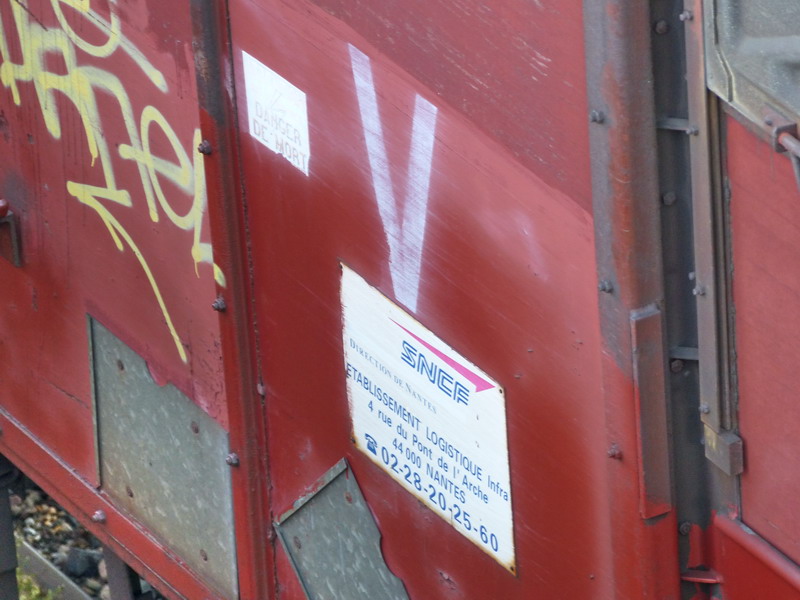 DANGER
DE MORT
V
SNCF
DIRECTION DE NANTES
ETABLISSEMENT LOGISTIQUE Infra
4 rue du Pont de l'Arche
44 000 NANTES
☎ 02-28-20-25-60